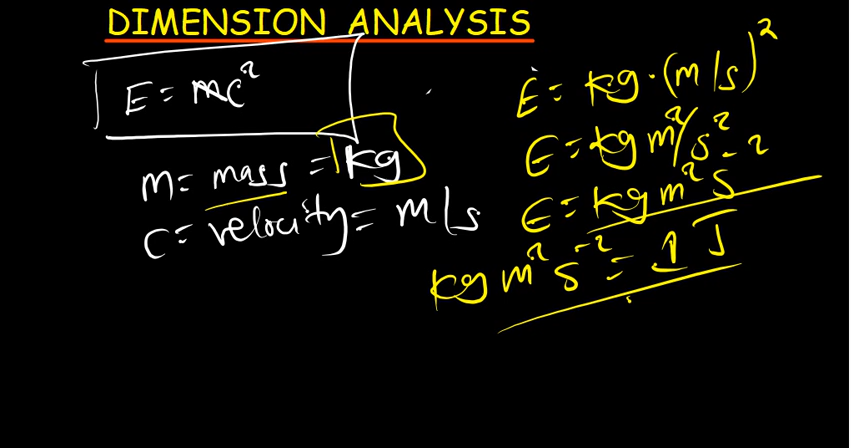 DIMENSION ANALYSIS
E = mc²
m = mass = kg
c = velocity = m/s
E = kg · (m/s)²
E = kg m²/s²
E = kg m² s⁻²
kg m² s⁻² = 1 J